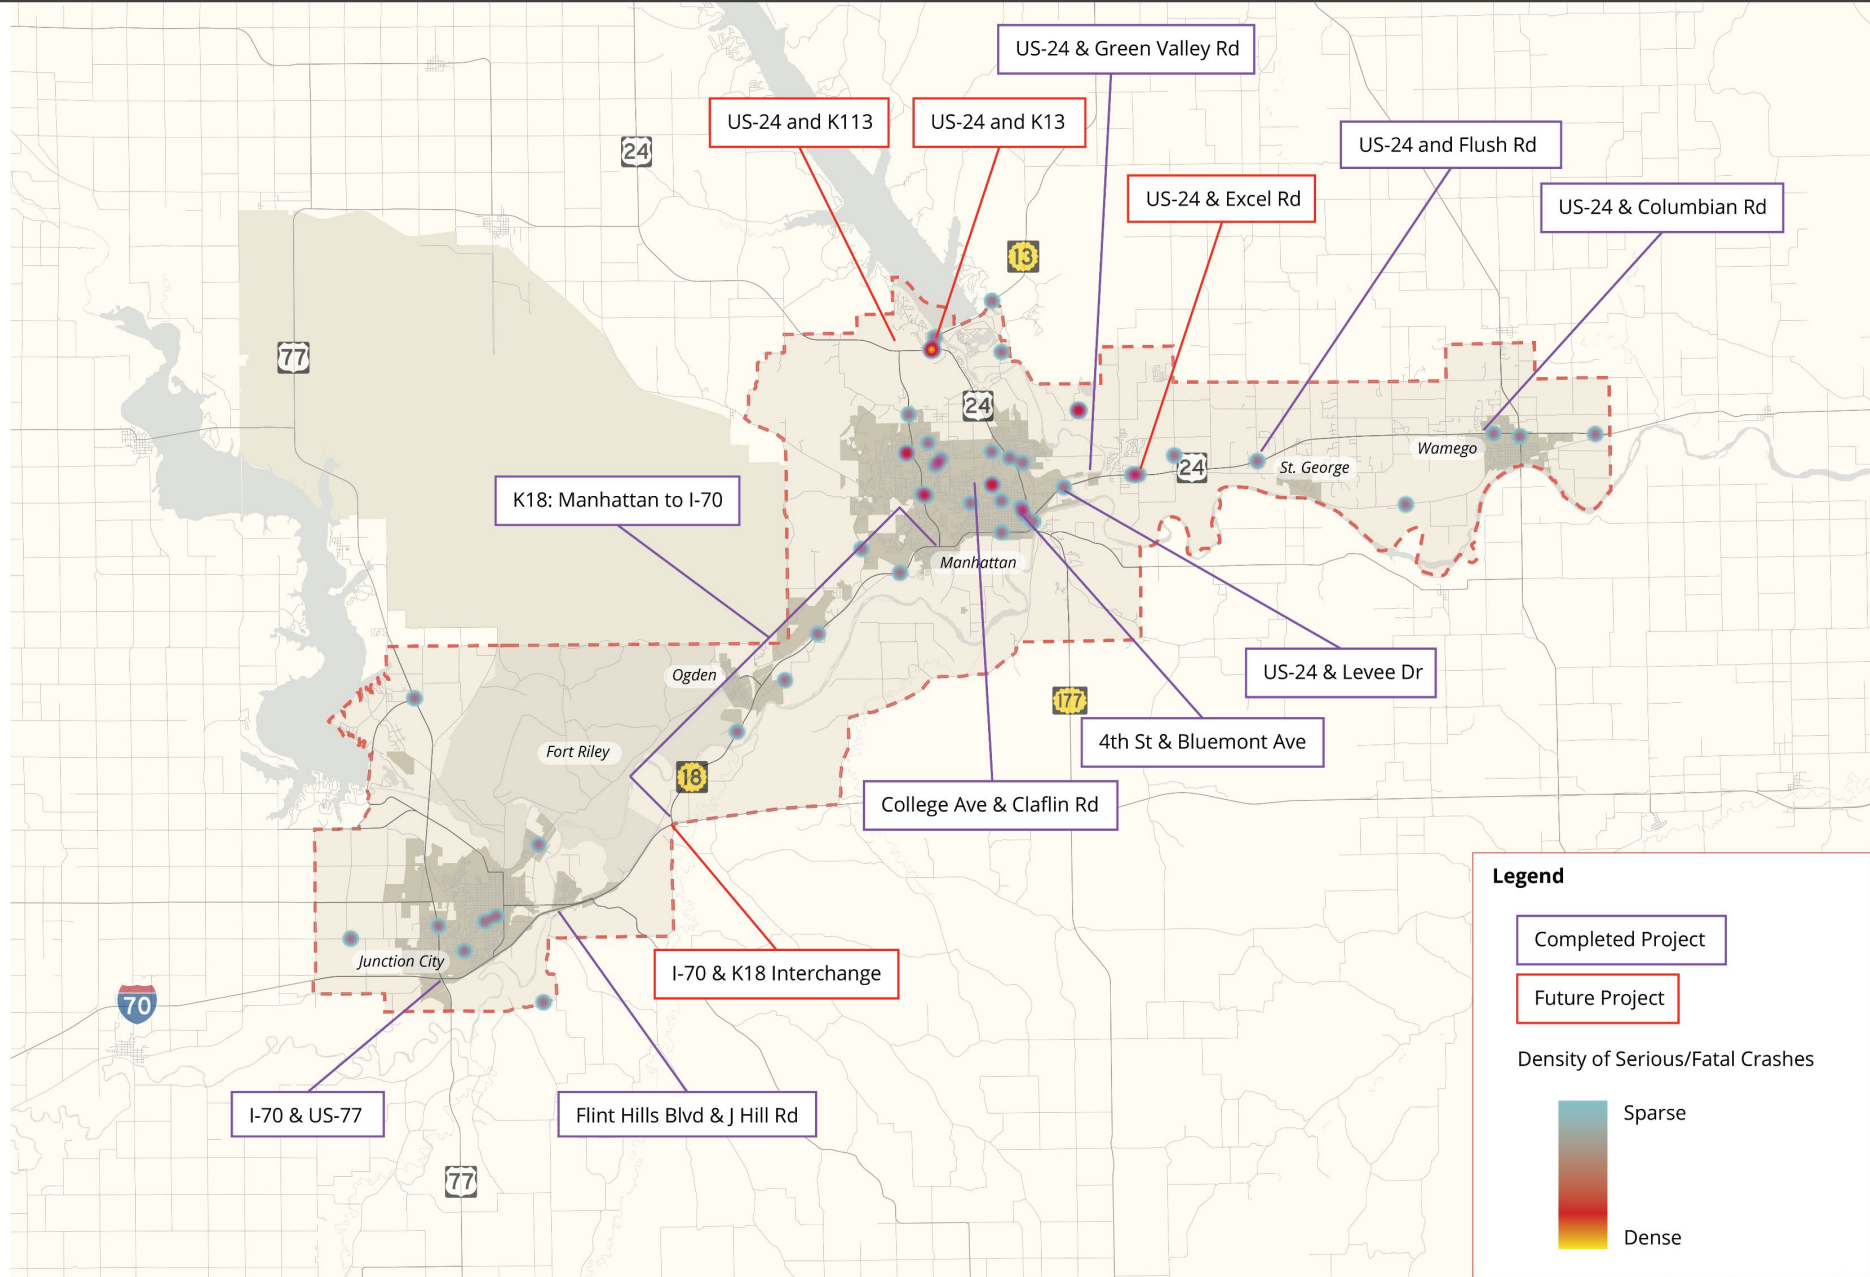 US-24 & Green Valley Rd
US-24 and K113
US-24 and K13
US-24 and Flush Rd
24
US-24 & Excel Rd
US-24 & Columbian Rd
13
77
24
Wamego
24
St. George
K18: Manhattan to I-70
Manhattan
Ogden
US-24 & Levee Dr
177
4th St & Bluemont Ave
Fort Riley
18
College Ave & Claflin Rd
Legend
Completed Project
Junction City
I-70 & K18 Interchange
Future Project
70
Density of Serious/Fatal Crashes
I-70 & US-77
Flint Hills Blvd & J Hill Rd
Sparse
77
Dense